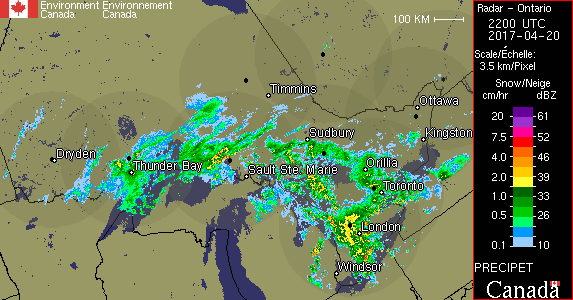 Environment Environnement
Canada Canada
100 KM
Radar - Ontario
2200 UTC
2017-04-20
Scale/Échelle:
3.5 km/Pixel
Snow/Neige
cm/hr dBZ
20 61
7.5 52
4.0 46
2.0 39
1.0 33
0.5 26
0.1 10
PRECIPET
Canada
Timmins
Ottawa
Sudbury
Kingston
Dryden
Thunder Bay
Sault Ste. Marie
Orillia
Toronto
London
Windsor